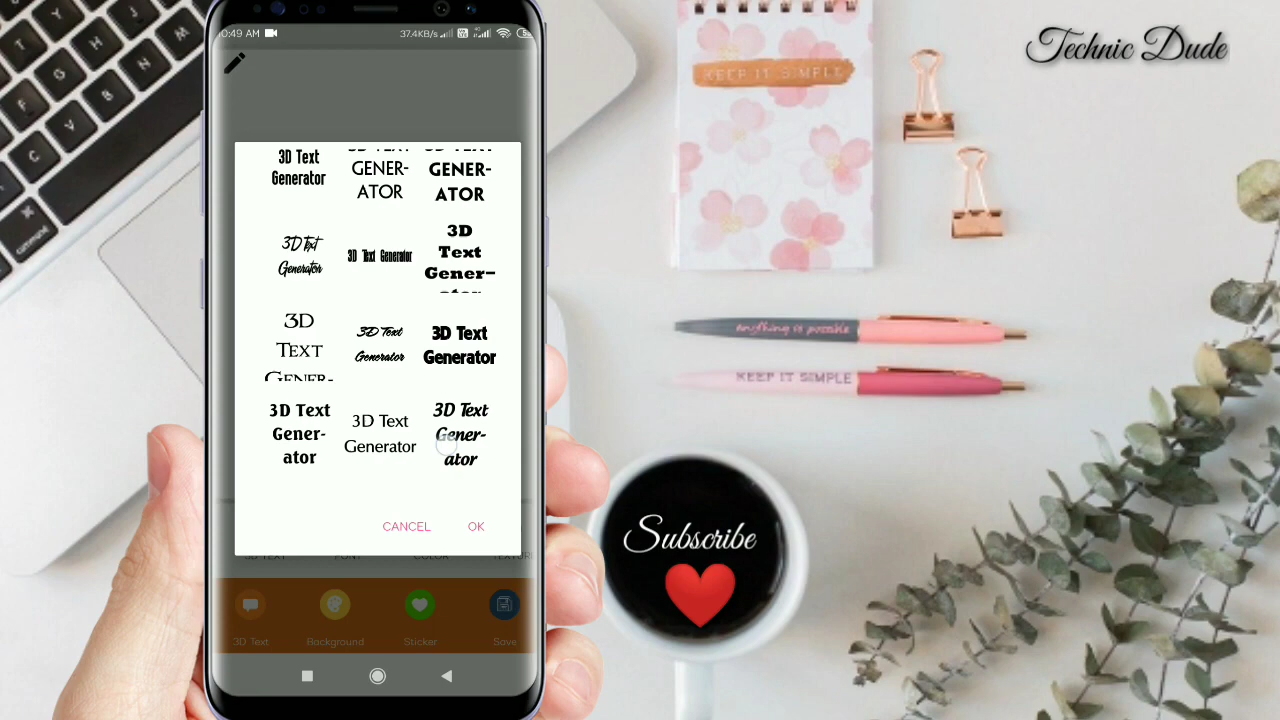 Technic Dude
10:49 AM
37.4KB/s
KEEP IT SIMPLE
3D Text
Generator
GENER-
ATOR
GENER-
ATOR
3D Text
Generator
3D Text Generator
3D
Text
Gener-
3D
TEXT
GENER-
3D Text
Generator
3D Text
Generator
3D Text
Gener-
ator
3D Text
Generator
3D Text
Gener-
ator
CANCEL
OK
3D Text
Background
Sticker
Save
anything is possible
KEEP IT SIMPLE
Subscribe
command